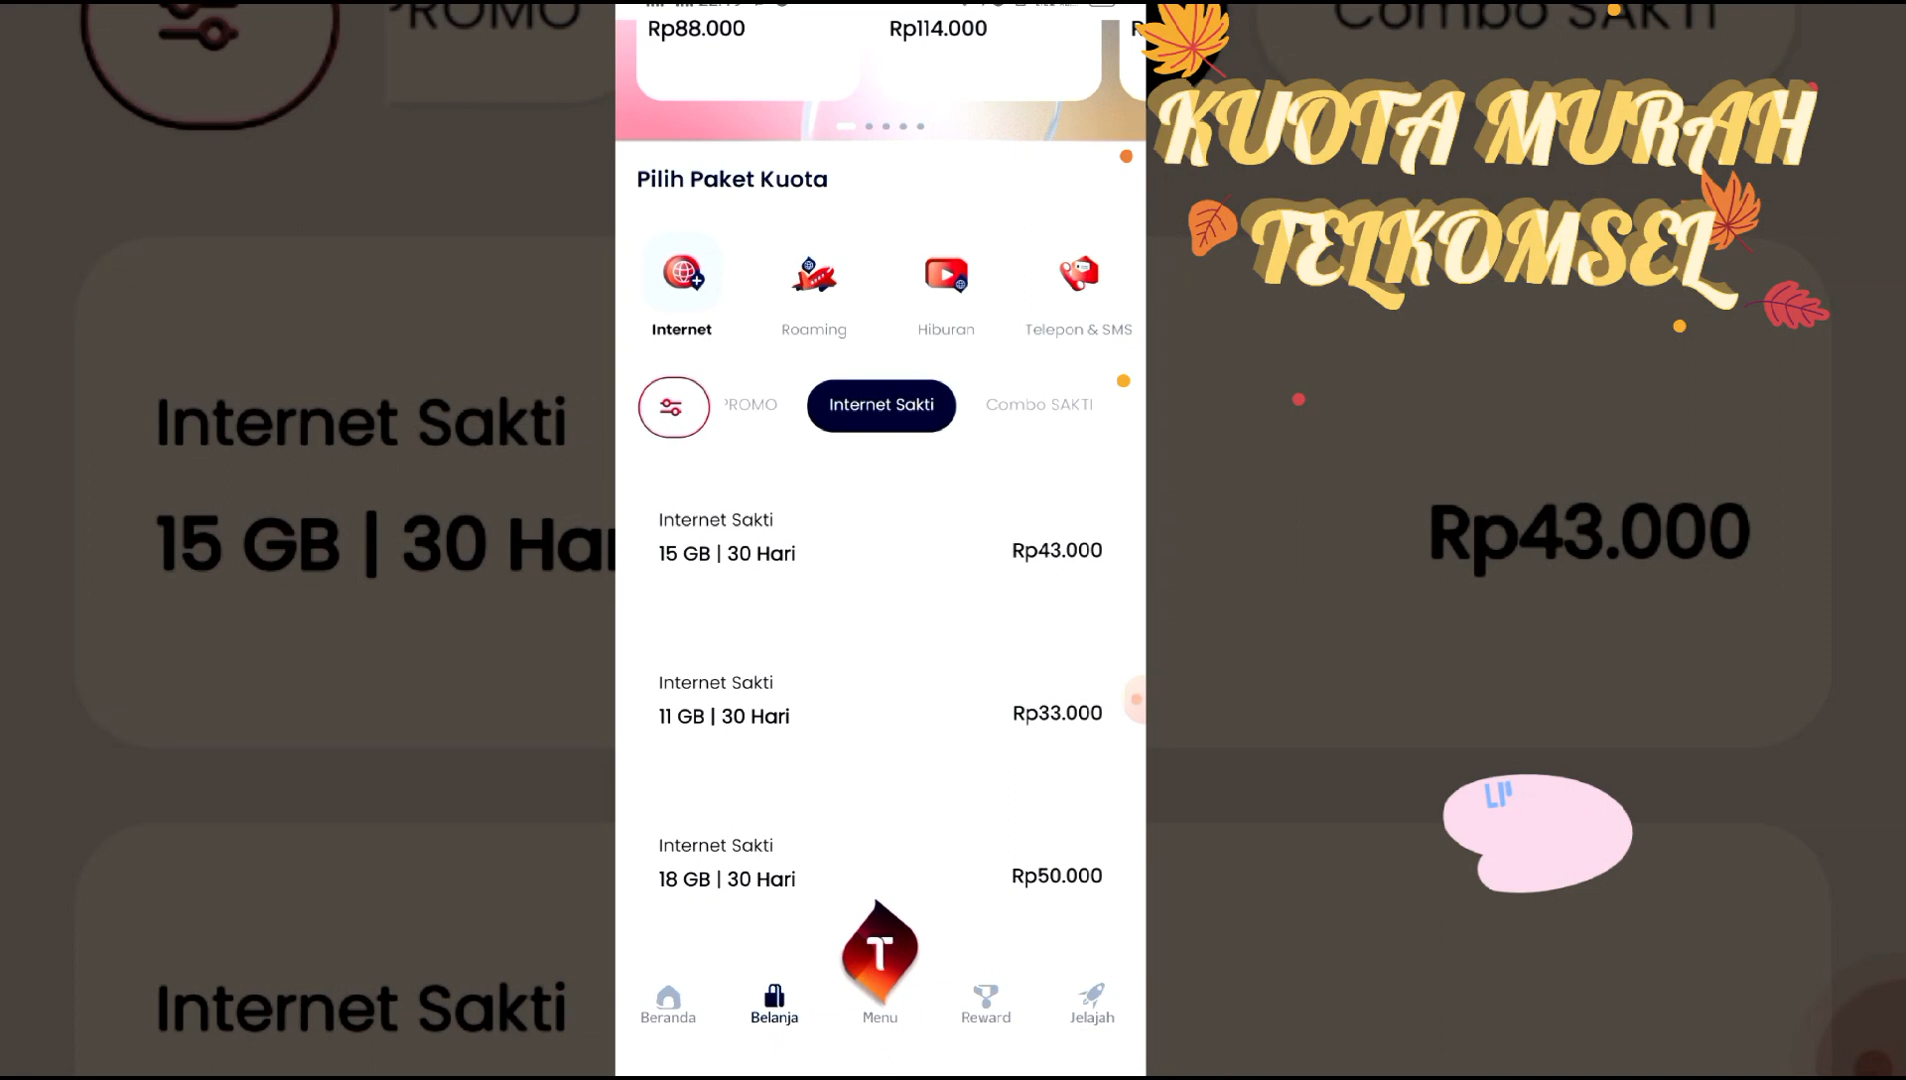 PROMO
Combo SAKTI
Rp88.000
Rp114.000
KUOTA MURAH
TELKOMSEL
Pilih Paket Kuota
Internet
Roaming
Hiburan
Telepon & SMS
PROMO
Internet Sakti
Combo SAKTI
Internet Sakti
15 GB | 30 Hari
Rp43.000
Internet Sakti
15 GB | 30 Hari
Rp43.000
Internet Sakti
11 GB | 30 Hari
Rp33.000
Internet Sakti
18 GB | 30 Hari
Rp50.000
Internet Sakti
T
Beranda
Belanja
Menu
Reward
Jelajah